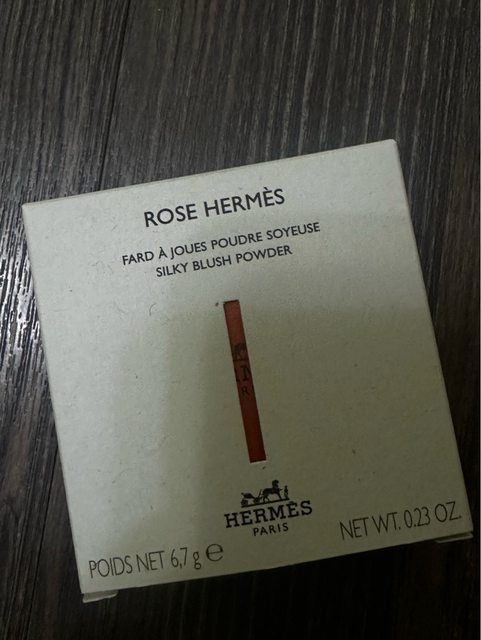 ROSE HERMÈS
FARD À JOUES POUDRE SOYEUSE
SILKY BLUSH POWDER
HERMÈS
PARIS
POIDS NET 6,7 g ℮
NET WT. 0.23 OZ.